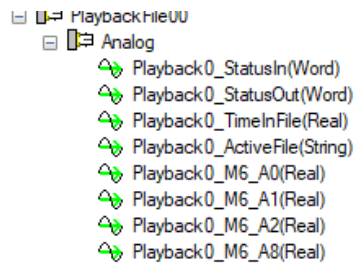 PlaybackFile00
Analog
Playback0_StatusIn(Word)
Playback0_StatusOut(Word)
Playback0_TimeInFile(Real)
Playback0_ActiveFile(String)
Playback0_M6_A0(Real)
Playback0_M6_A1(Real)
Playback0_M6_A2(Real)
Playback0_M6_A8(Real)